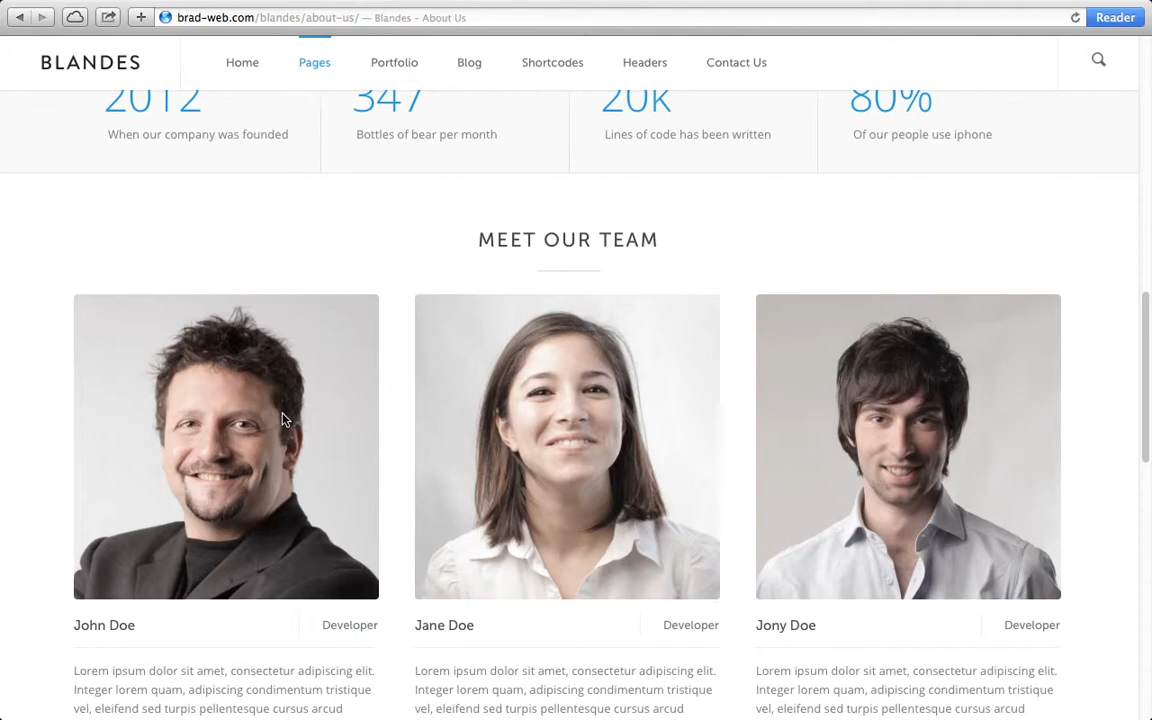 brad-web.com/blandes/about-us/ — Blandes - About Us
Reader
BLANDES
Home
Pages
Portfolio
Blog
Shortcodes
Headers
Contact Us
2012
347
20K
80%
When our company was founded
Bottles of bear per month
Lines of code has been written
Of our people use iphone
MEET OUR TEAM
John Doe
Developer
Jane Doe
Developer
Jony Doe
Developer
Lorem ipsum dolor sit amet, consectetur adipiscing elit.
Integer lorem quam, adipiscing condimentum tristique
vel, eleifend sed turpis pellentesque cursus arcud
Lorem ipsum dolor sit amet, consectetur adipiscing elit.
Integer lorem quam, adipiscing condimentum tristique
vel, eleifend sed turpis pellentesque cursus arcud
Lorem ipsum dolor sit amet, consectetur adipiscing elit.
Integer lorem quam, adipiscing condimentum tristique
vel, eleifend sed turpis pellentesque cursus arcud